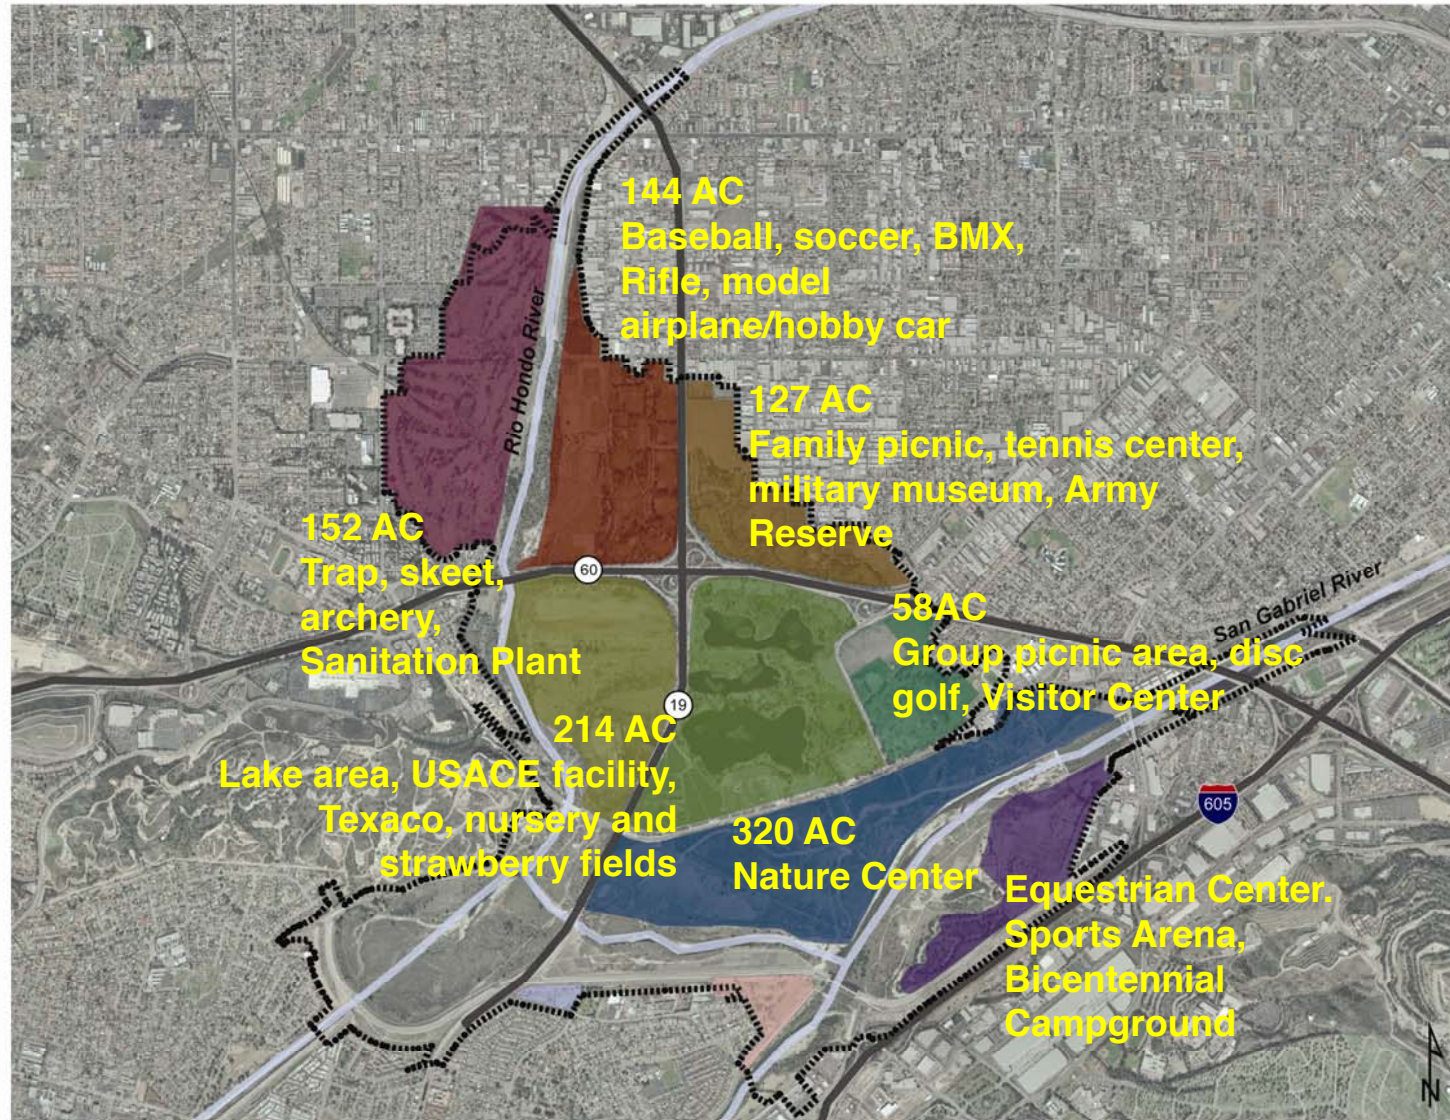 144 AC
Baseball, soccer, BMX,
Rifle, model
airplane/hobby car
Rio Hondo River
127 AC
Family picnic, tennis center,
military museum, Army
Reserve
152 AC
Trap, skeet,
archery,
Sanitation Plant
60
San Gabriel River
58AC
Group picnic area, disc
golf, Visitor Center
19
214 AC
Lake area, USACE facility,
Texaco, nursery and
strawberry fields
605
320 AC
Nature Center
Equestrian Center.
Sports Arena,
Bicentennial
Campground
N